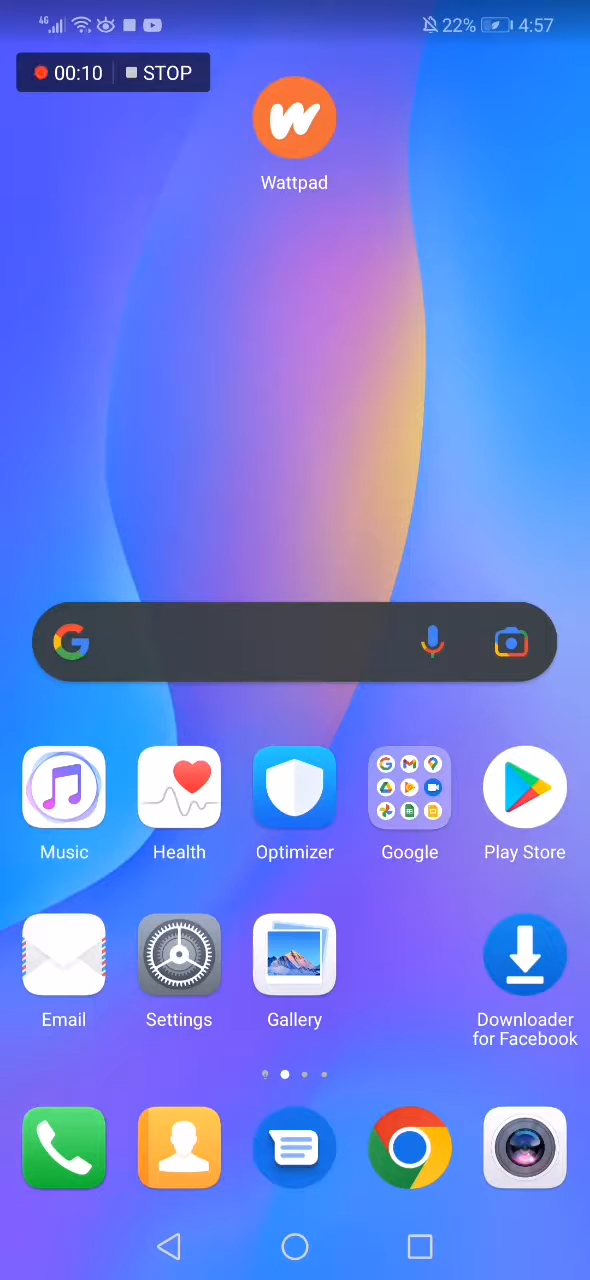 4G 22% 4:57
00:10 STOP
Wattpad
Music Health Optimizer Google Play Store
Email Settings Gallery Downloader
for Facebook